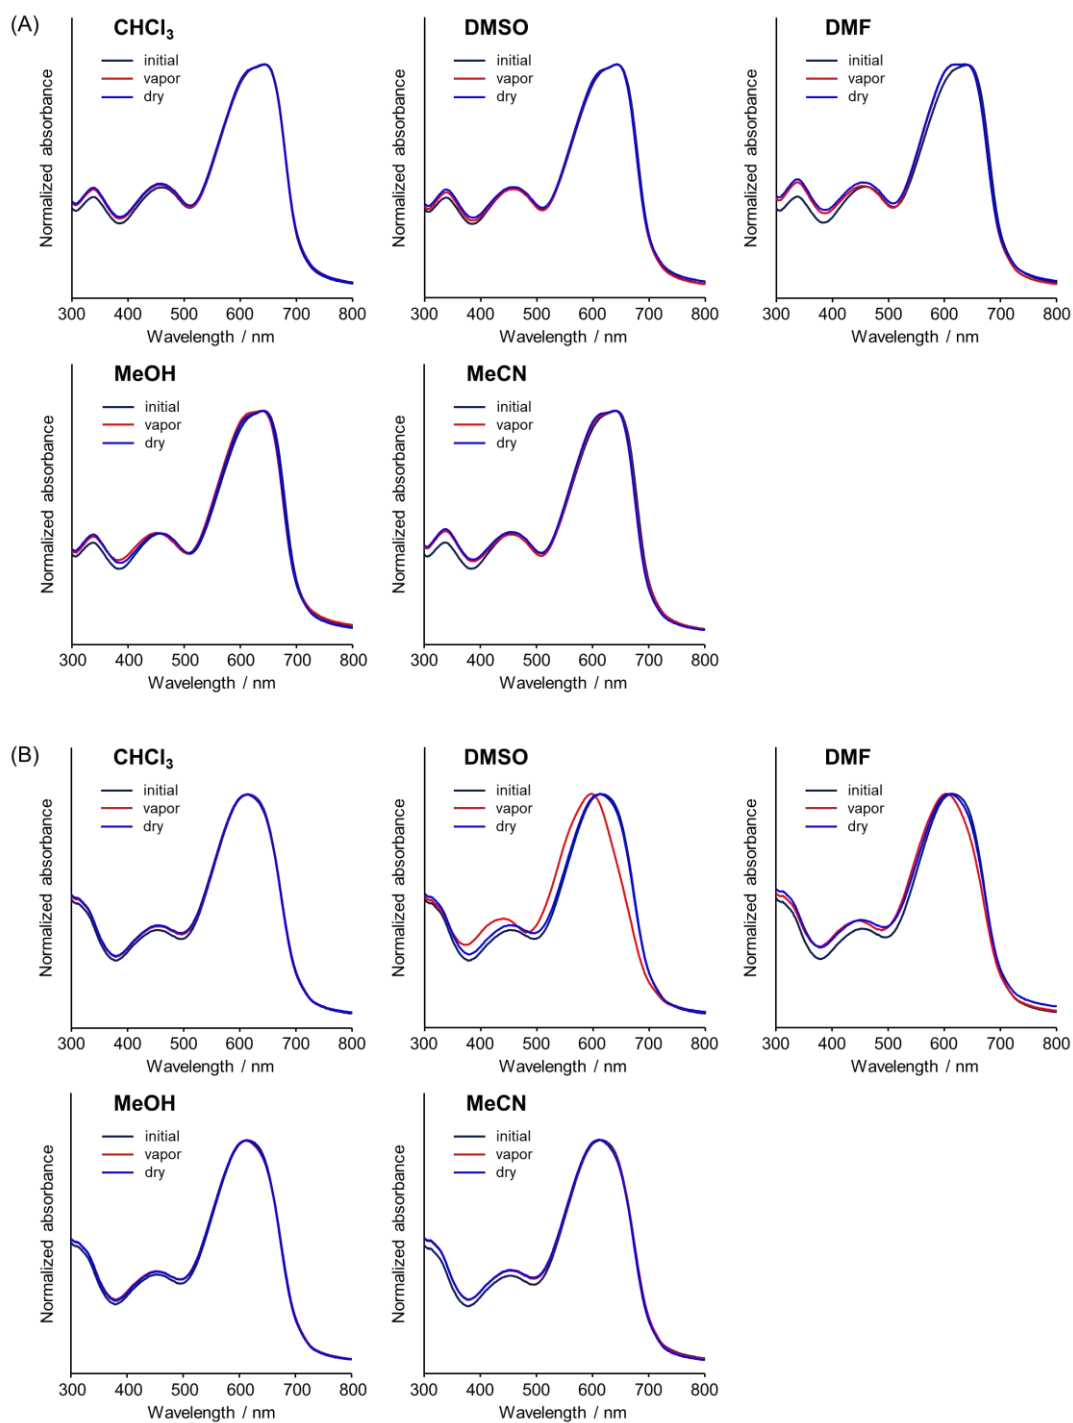 (A)
CHCl₃
initial
vapor
dry
Normalized absorbance
300 400 500 600 700 800
Wavelength / nm
DMSO
initial
vapor
dry
Normalized absorbance
300 400 500 600 700 800
Wavelength / nm
DMF
initial
vapor
dry
Normalized absorbance
300 400 500 600 700 800
Wavelength / nm
MeOH
initial
vapor
dry
Normalized absorbance
300 400 500 600 700 800
Wavelength / nm
MeCN
initial
vapor
dry
Normalized absorbance
300 400 500 600 700 800
Wavelength / nm
(B)
CHCl₃
initial
vapor
dry
Normalized absorbance
300 400 500 600 700 800
Wavelength / nm
DMSO
initial
vapor
dry
Normalized absorbance
300 400 500 600 700 800
Wavelength / nm
DMF
initial
vapor
dry
Normalized absorbance
300 400 500 600 700 800
Wavelength / nm
MeOH
initial
vapor
dry
Normalized absorbance
300 400 500 600 700 800
Wavelength / nm
MeCN
initial
vapor
dry
Normalized absorbance
300 400 500 600 700 800
Wavelength / nm